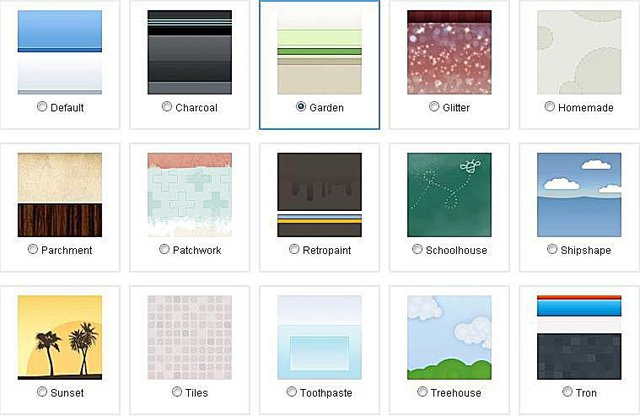 Default
Charcoal
Garden
Glitter
Homemade
Parchment
Patchwork
Retropaint
Schoolhouse
Shipshape
Sunset
Tiles
Toothpaste
Treehouse
Tron